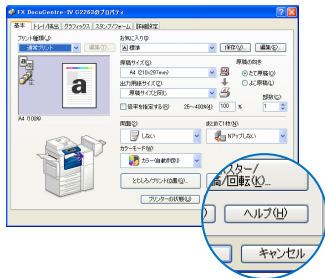 FX DocuCentre-IV C2263のプロパティ
基本 トレイ/排出 グラフィックス スタンプ/フォーム 詳細設定
プリント種類(J): お気に入り(F):
通常プリント 編集(T)... 標準 保存(V)... 編集(E)...
原稿サイズ(S): 原稿の向き
A4 (210x297mm) たて原稿(G)
出力用紙サイズ(Z): よこ原稿(L)
原稿サイズと同じ 部数(C):
倍率を指定する(B) 25～400%(4) 100 % 1
A4 (100%)
両面(D): まとめて1枚(N):
しない Nアップしない
カラーモード(M):
カラー(自動判別)
とじしろ/プリント位置(G)...
プリンターの状態(U)
スター/
稿/回転(K)...
ヘルプ(H)
キャンセル